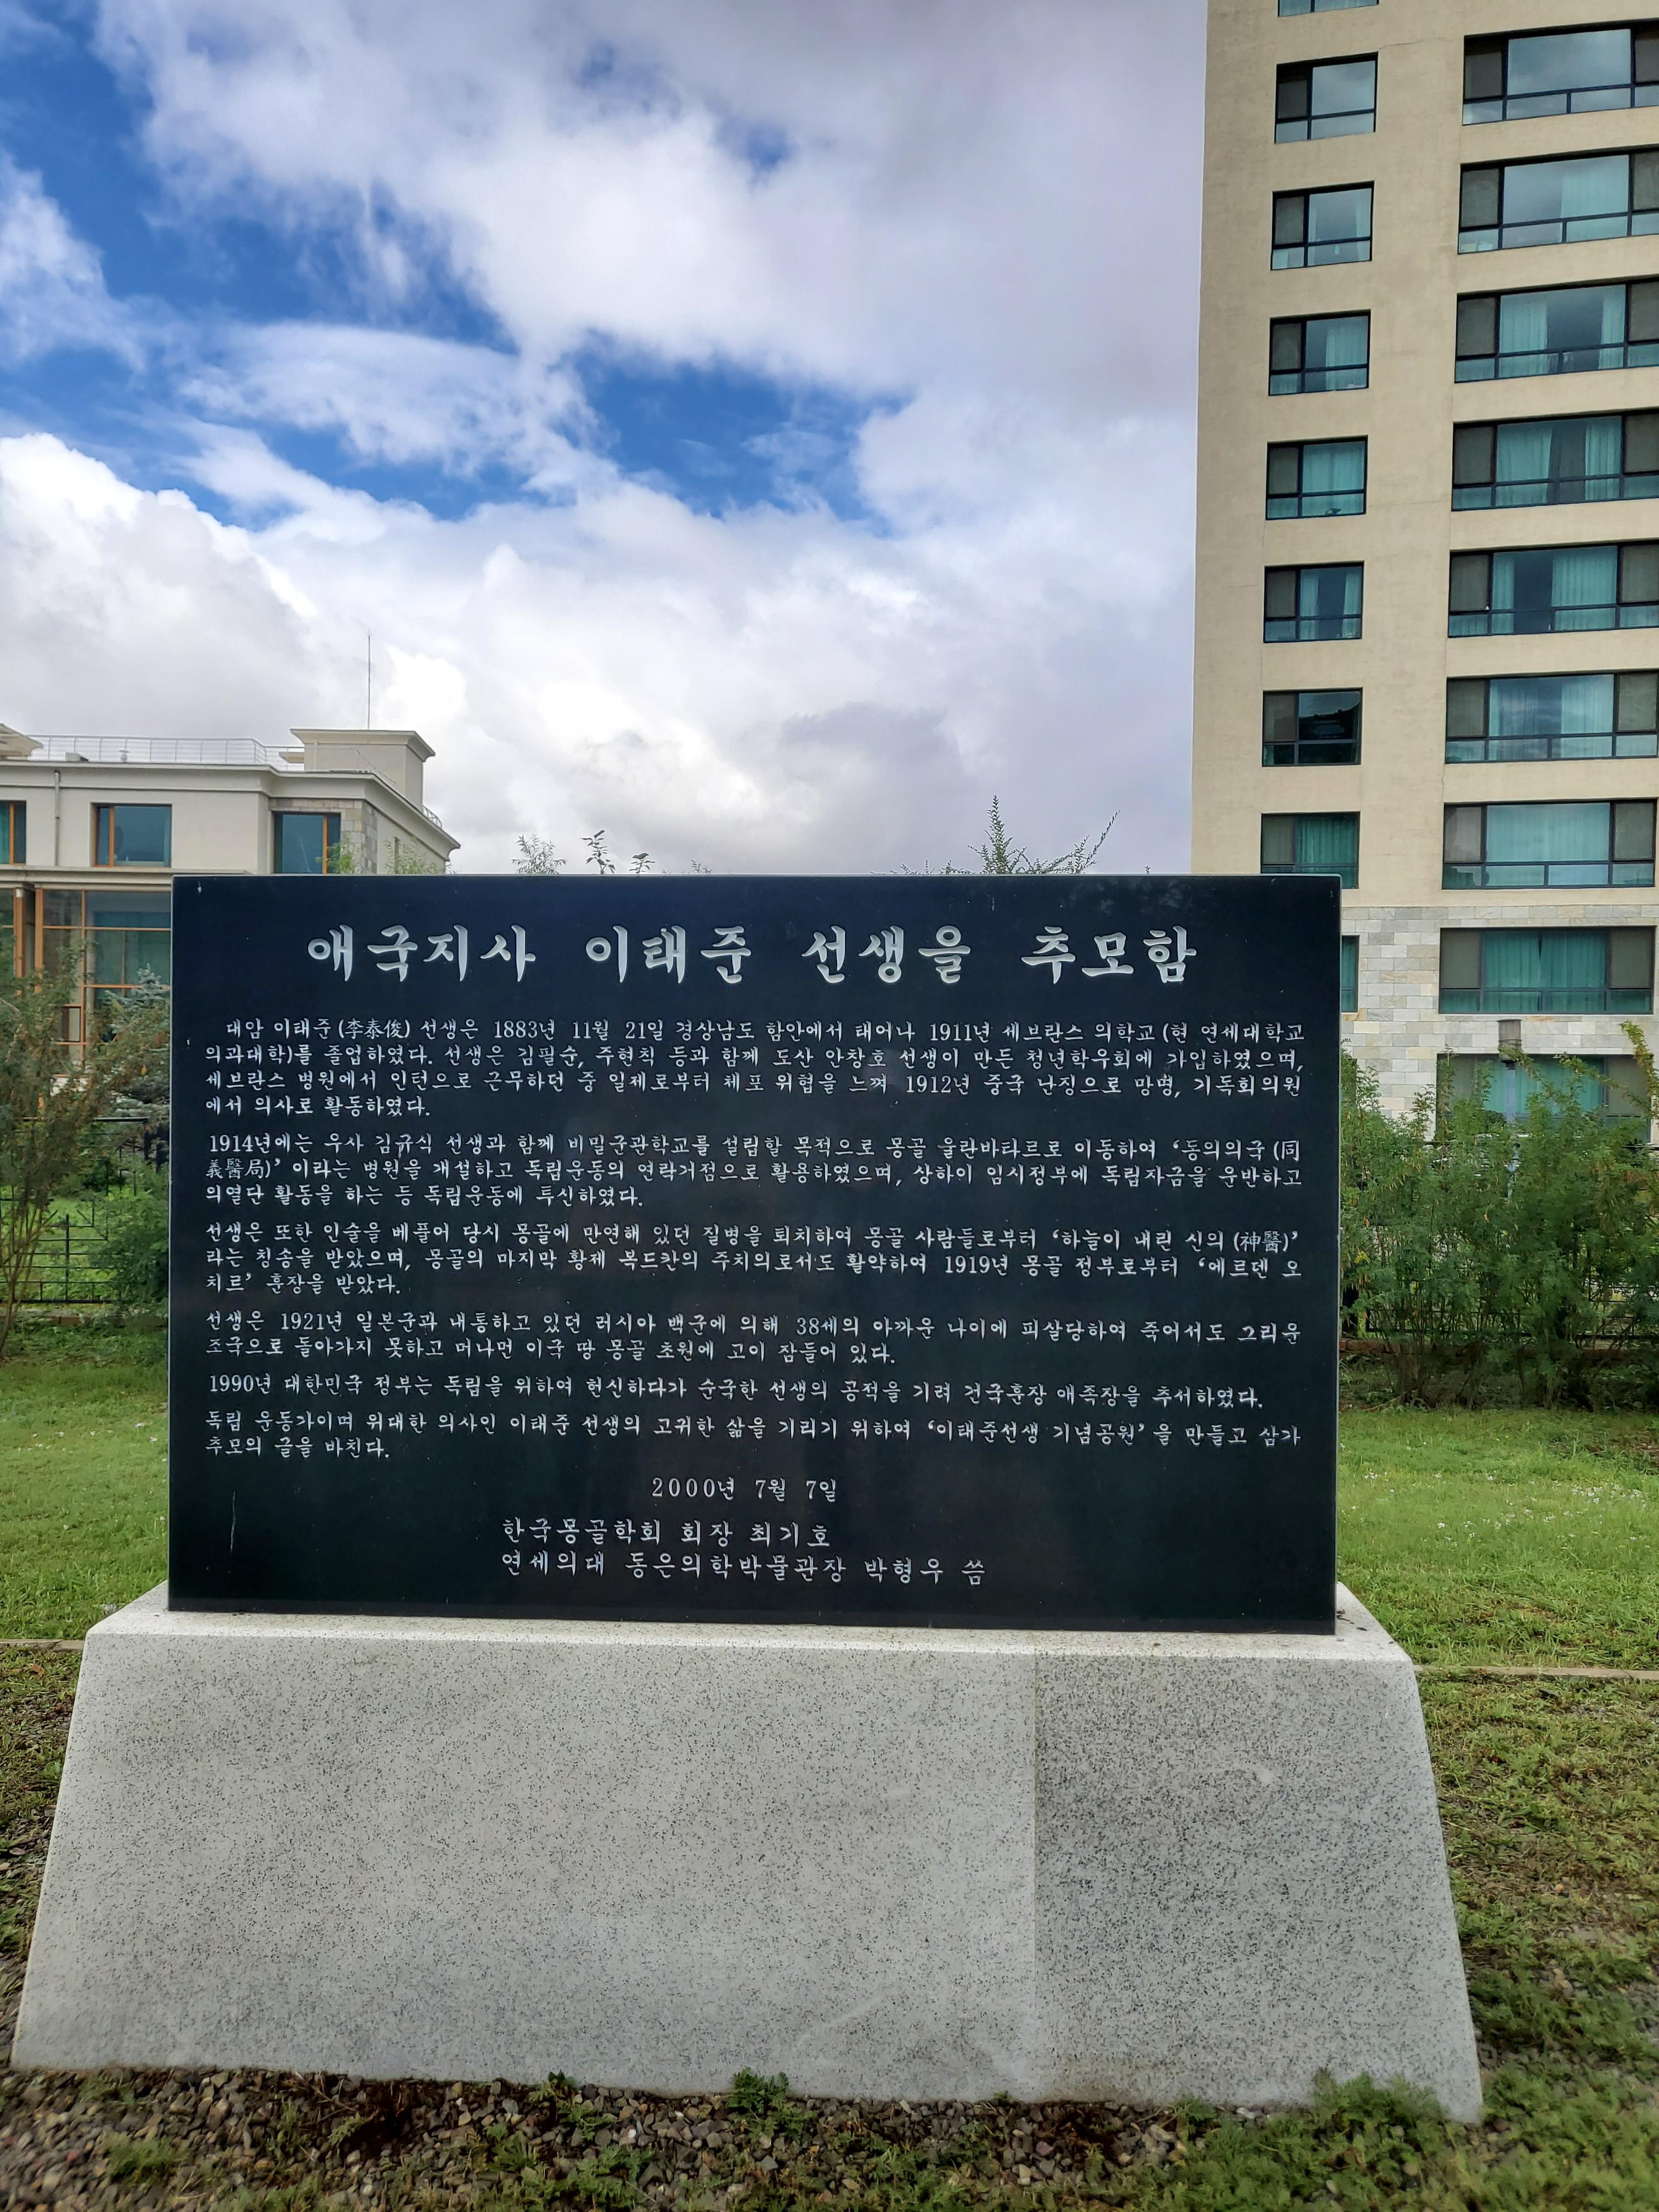 애국지사 이태준 선생을 추모함
대암 이태준(李泰俊) 선생은 1883년 11월 21일 경상남도 함안에서 태어나 1911년 세브란스 의학교(현 연세대학교
의과대학)를 졸업하였다. 선생은 김필순, 주현칙 등과 함께 도산 안창호 선생이 만든 청년학우회에 가입하였으며,
세브란스 병원에서 인턴으로 근무하던 중 일제로부터 체포 위협을 느껴 1912년 중국 난징으로 망명, 기독회의원
에서 의사로 활동하였다.
1914년에는 우사 김규식 선생과 함께 비밀군관학교를 설립할 목적으로 몽골 울란바타르로 이동하여 ‘동의의국(同
義醫局)’이라는 병원을 개설하고 독립운동의 연락거점으로 활용하였으며, 상하이 임시정부에 독립자금을 운반하고
의열단 활동을 하는 등 독립운동에 투신하였다.
선생은 또한 인술을 베풀어 당시 몽골에 만연해 있던 질병을 퇴치하여 몽골 사람들로부터 ‘하늘이 내린 신의(神醫)’
라는 칭송을 받았으며, 몽골의 마지막 황제 복드칸의 주치의로서도 활약하여 1919년 몽골 정부로부터 ‘에르덴 오
치르’ 훈장을 받았다.
선생은 1921년 일본군과 내통하고 있던 러시아 백군에 의해 38세의 아까운 나이에 피살당하여 죽어서도 그리운
조국으로 돌아가지 못하고 머나먼 이국 땅 몽골 초원에 고이 잠들어 있다.
1990년 대한민국 정부는 독립을 위하여 헌신하다가 순국한 선생의 공적을 기려 건국훈장 애족장을 추서하였다.
독립 운동가이며 위대한 의사인 이태준 선생의 고귀한 삶을 기리기 위하여 ‘이태준선생 기념공원’을 만들고 삼가
추모의 글을 바친다.
2000년 7월 7일
한국몽골학회 회장 최기호
연세의대 동은의학박물관장 박형우 씀